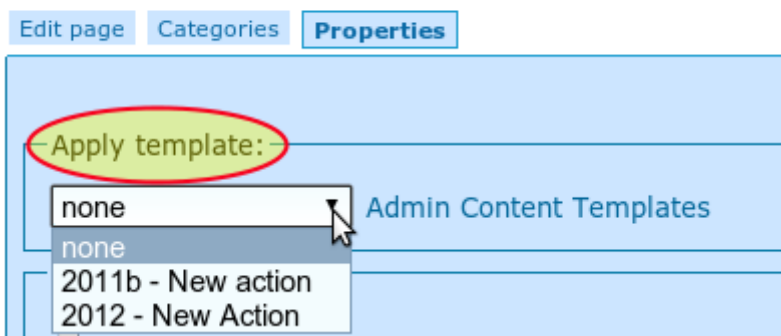 Edit page Categories Properties
Apply template:
none Admin Content Templates
none
2011b - New action
2012 - New Action